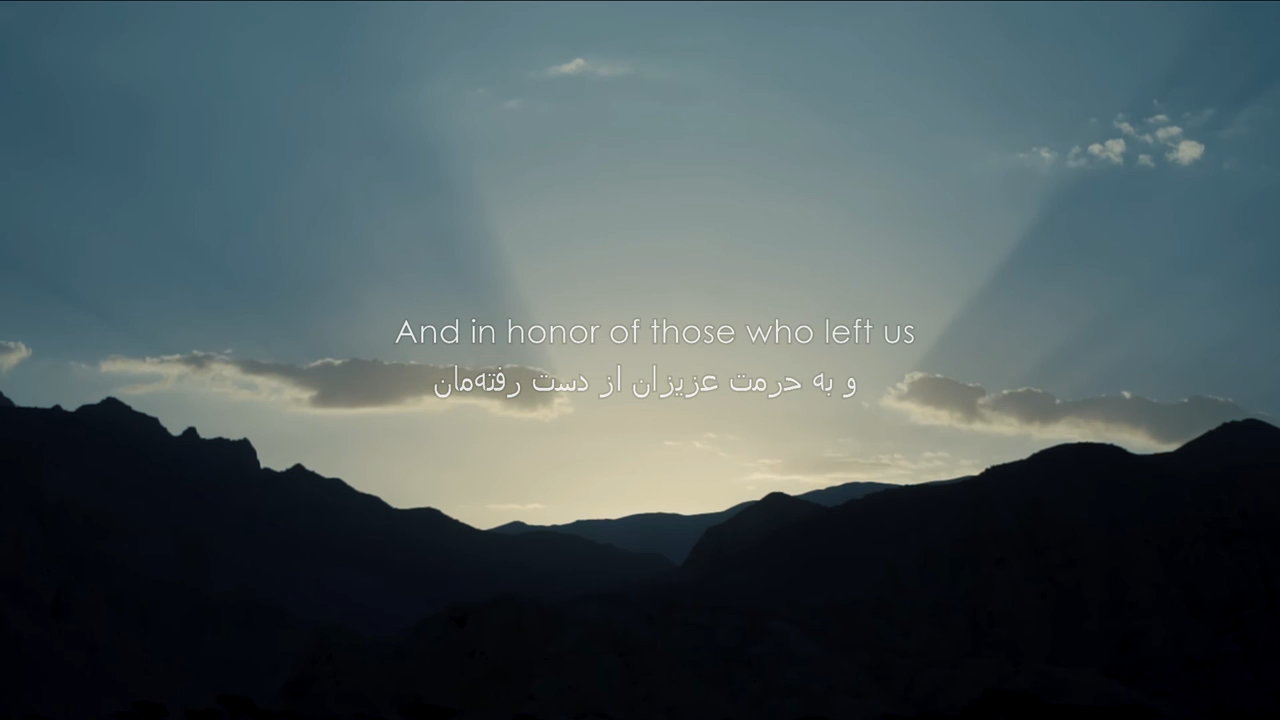 And in honor of those who left us
و به حرمت عزیزان از دست رفته‌مان